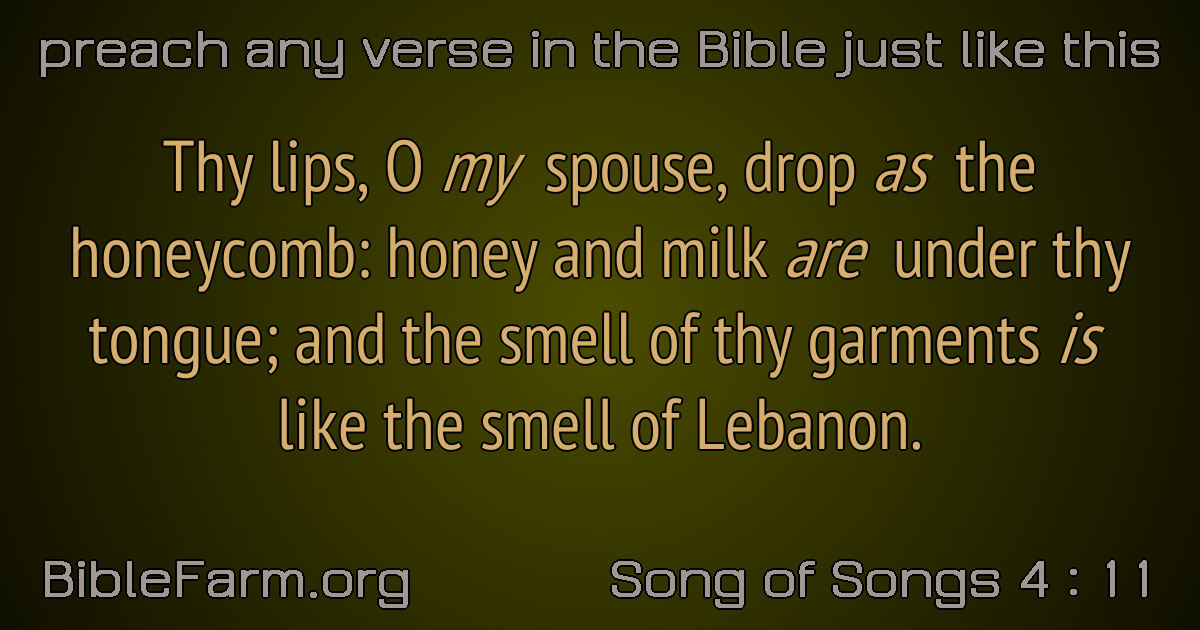 preach any verse in the Bible just like this
Thy lips, O my spouse, drop as the
honeycomb: honey and milk are under thy
tongue; and the smell of thy garments is
like the smell of Lebanon.
BibleFarm.org
Song of Songs 4 : 11